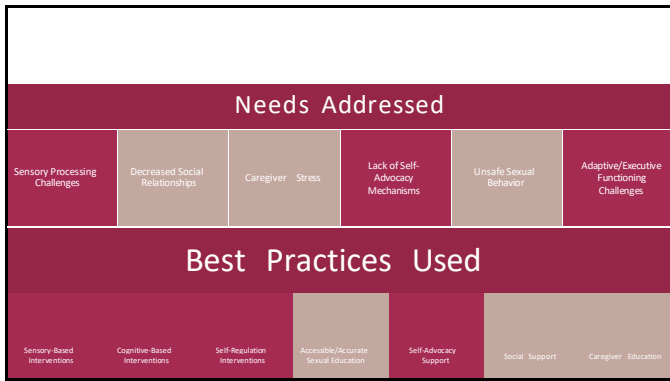 Needs Addressed
Sensory Processing
Challenges
Decreased Social
Relationships
Caregiver Stress
Lack of Self-
Advocacy
Mechanisms
Unsafe Sexual
Behavior
Adaptive/Executive
Functioning
Challenges
Best Practices Used
Sensory-Based
Interventions
Cognitive-Based
Interventions
Self-Regulation
Interventions
Accessible/Accurate
Sexual Education
Self-Advocacy
Support
Social Support
Caregiver Education